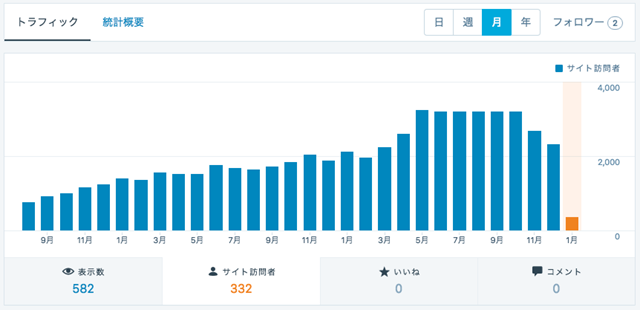 トラフィック 統計概要 日 週 月 年 フォロワー 2
サイト訪問者
4,000
2,000
0
9月 11月 1月 3月 5月 7月 9月 11月 1月 3月 5月 7月 9月 11月 1月
表示数 サイト訪問者 いいね コメント
582 332 0 0